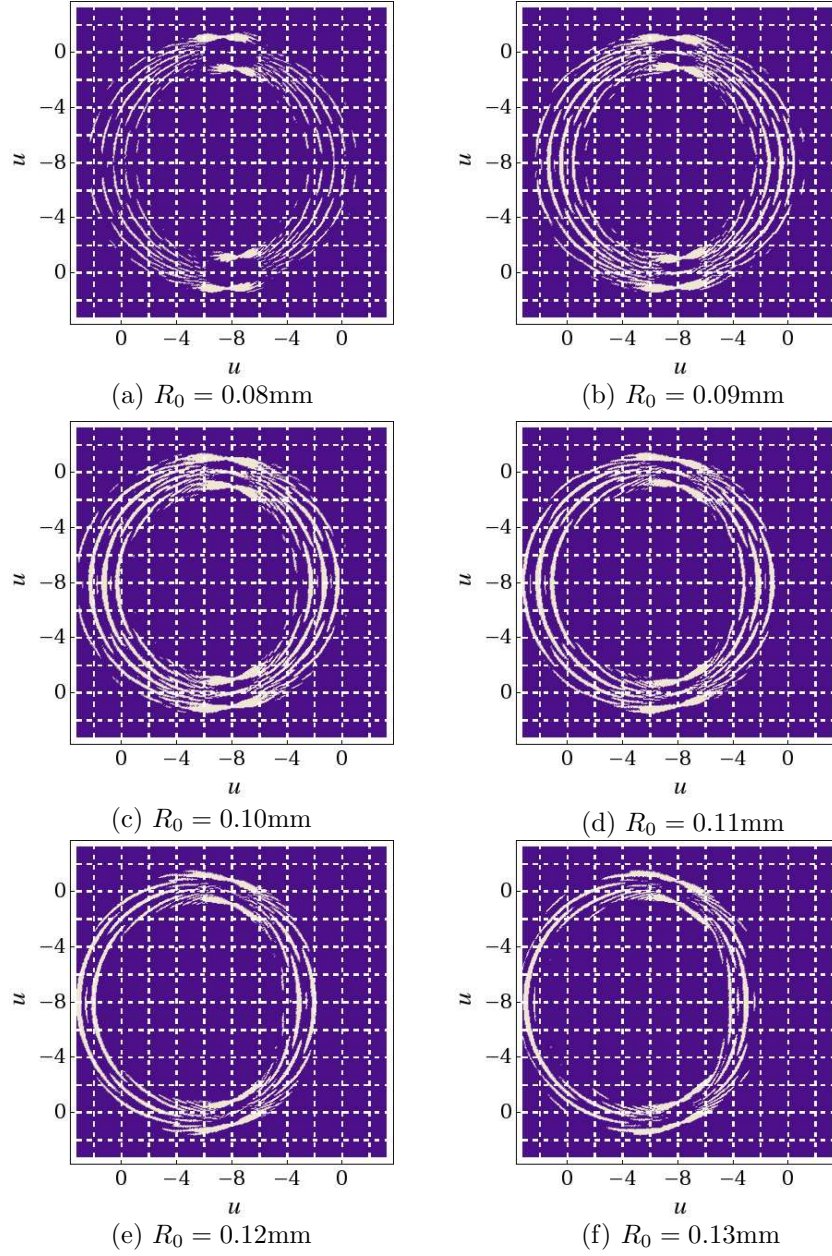 0 0
−4 −4
u −8 u −8
−4 −4
0 0
0 −4 −8 −4 0 0 −4 −8 −4 0
u u
(a) R₀ = 0.08mm (b) R₀ = 0.09mm
0 0
−4 −4
u −8 u −8
−4 −4
0 0
0 −4 −8 −4 0 0 −4 −8 −4 0
u u
(c) R₀ = 0.10mm (d) R₀ = 0.11mm
0 0
−4 −4
u −8 u −8
−4 −4
0 0
0 −4 −8 −4 0 0 −4 −8 −4 0
u u
(e) R₀ = 0.12mm (f) R₀ = 0.13mm